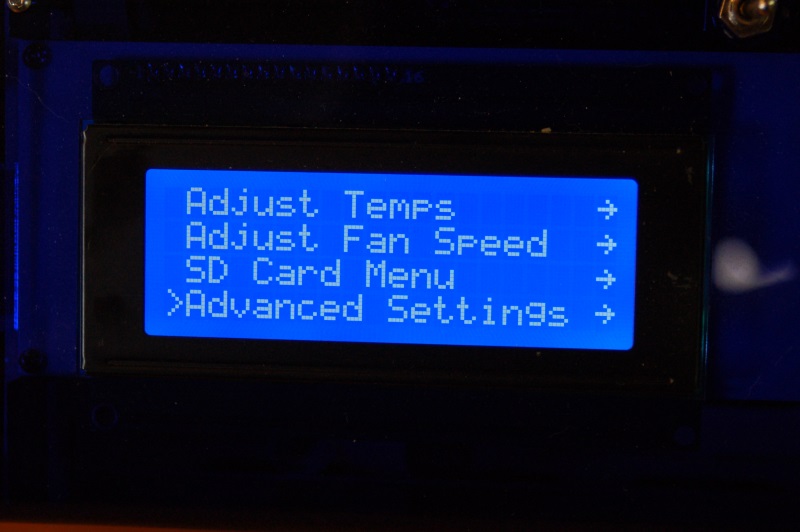 Adjust Temps →
Adjust Fan Speed →
SD Card Menu →
>Advanced Settings →